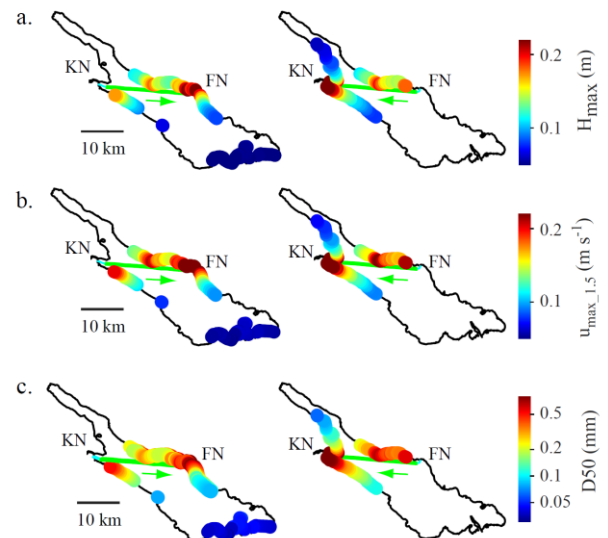 a.
KN
FN
10 km
KN
FN
0.2
0.1
H max (m)
b.
KN
FN
10 km
KN
FN
0.2
0.1
u max_1.5 (m s⁻¹)
c.
KN
FN
10 km
KN
FN
0.5
0.2
0.1
0.05
D50 (mm)